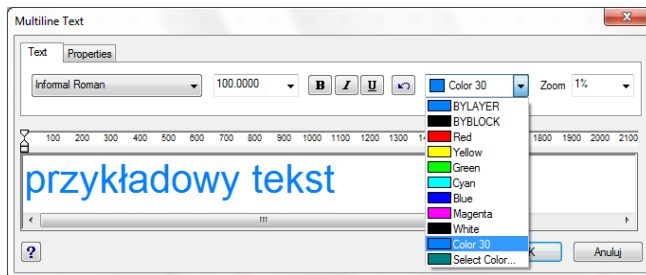 Multiline Text
Text Properties
Informal Roman 100.0000 B I U Color 30 Zoom 1%
BYLAYER
BYBLOCK
Red
Yellow
Green
Cyan
Blue
Magenta
White
Color 30
Select Color...
100 200 300 400 500 600 700 800 900 1000 1100 1200 1300 1800 1900 2000 2100
przykładowy tekst
? Anuluj